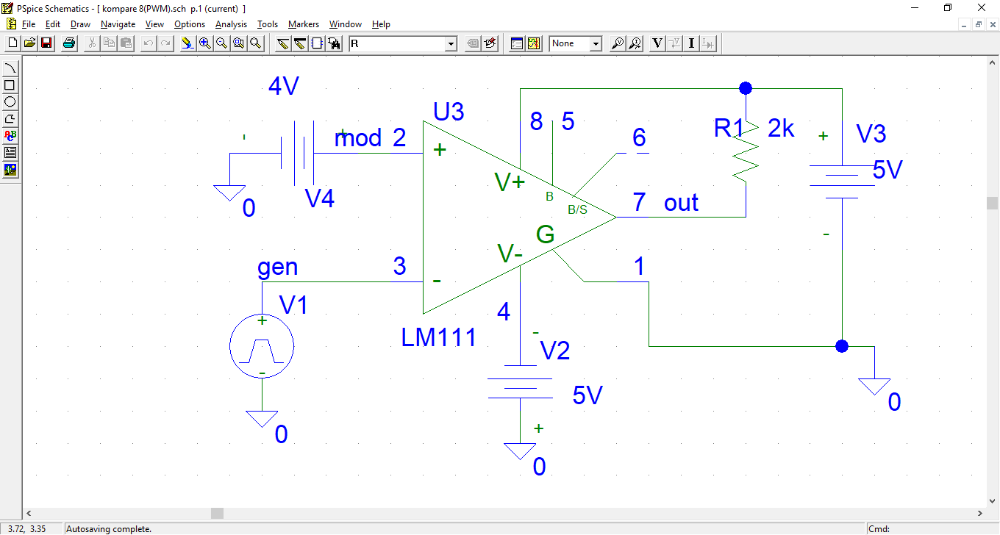 PSpice Schematics - [ kompare 8(PWM).sch p.1 (current) ]
File Edit Draw Navigate View Options Analysis Tools Markers Window Help
R
None
V
I
4V
U3
8 5
mod 2
+
-
6
R1 2k
+
V3
5V
V+
B
B/S
0
V4
7 out
G
V-
-
gen
3
-
1
V1
+
4
LM111
-
V2
-
5V
+
0
0
0
3.72, 3.35
Autosaving complete.
Cmd: